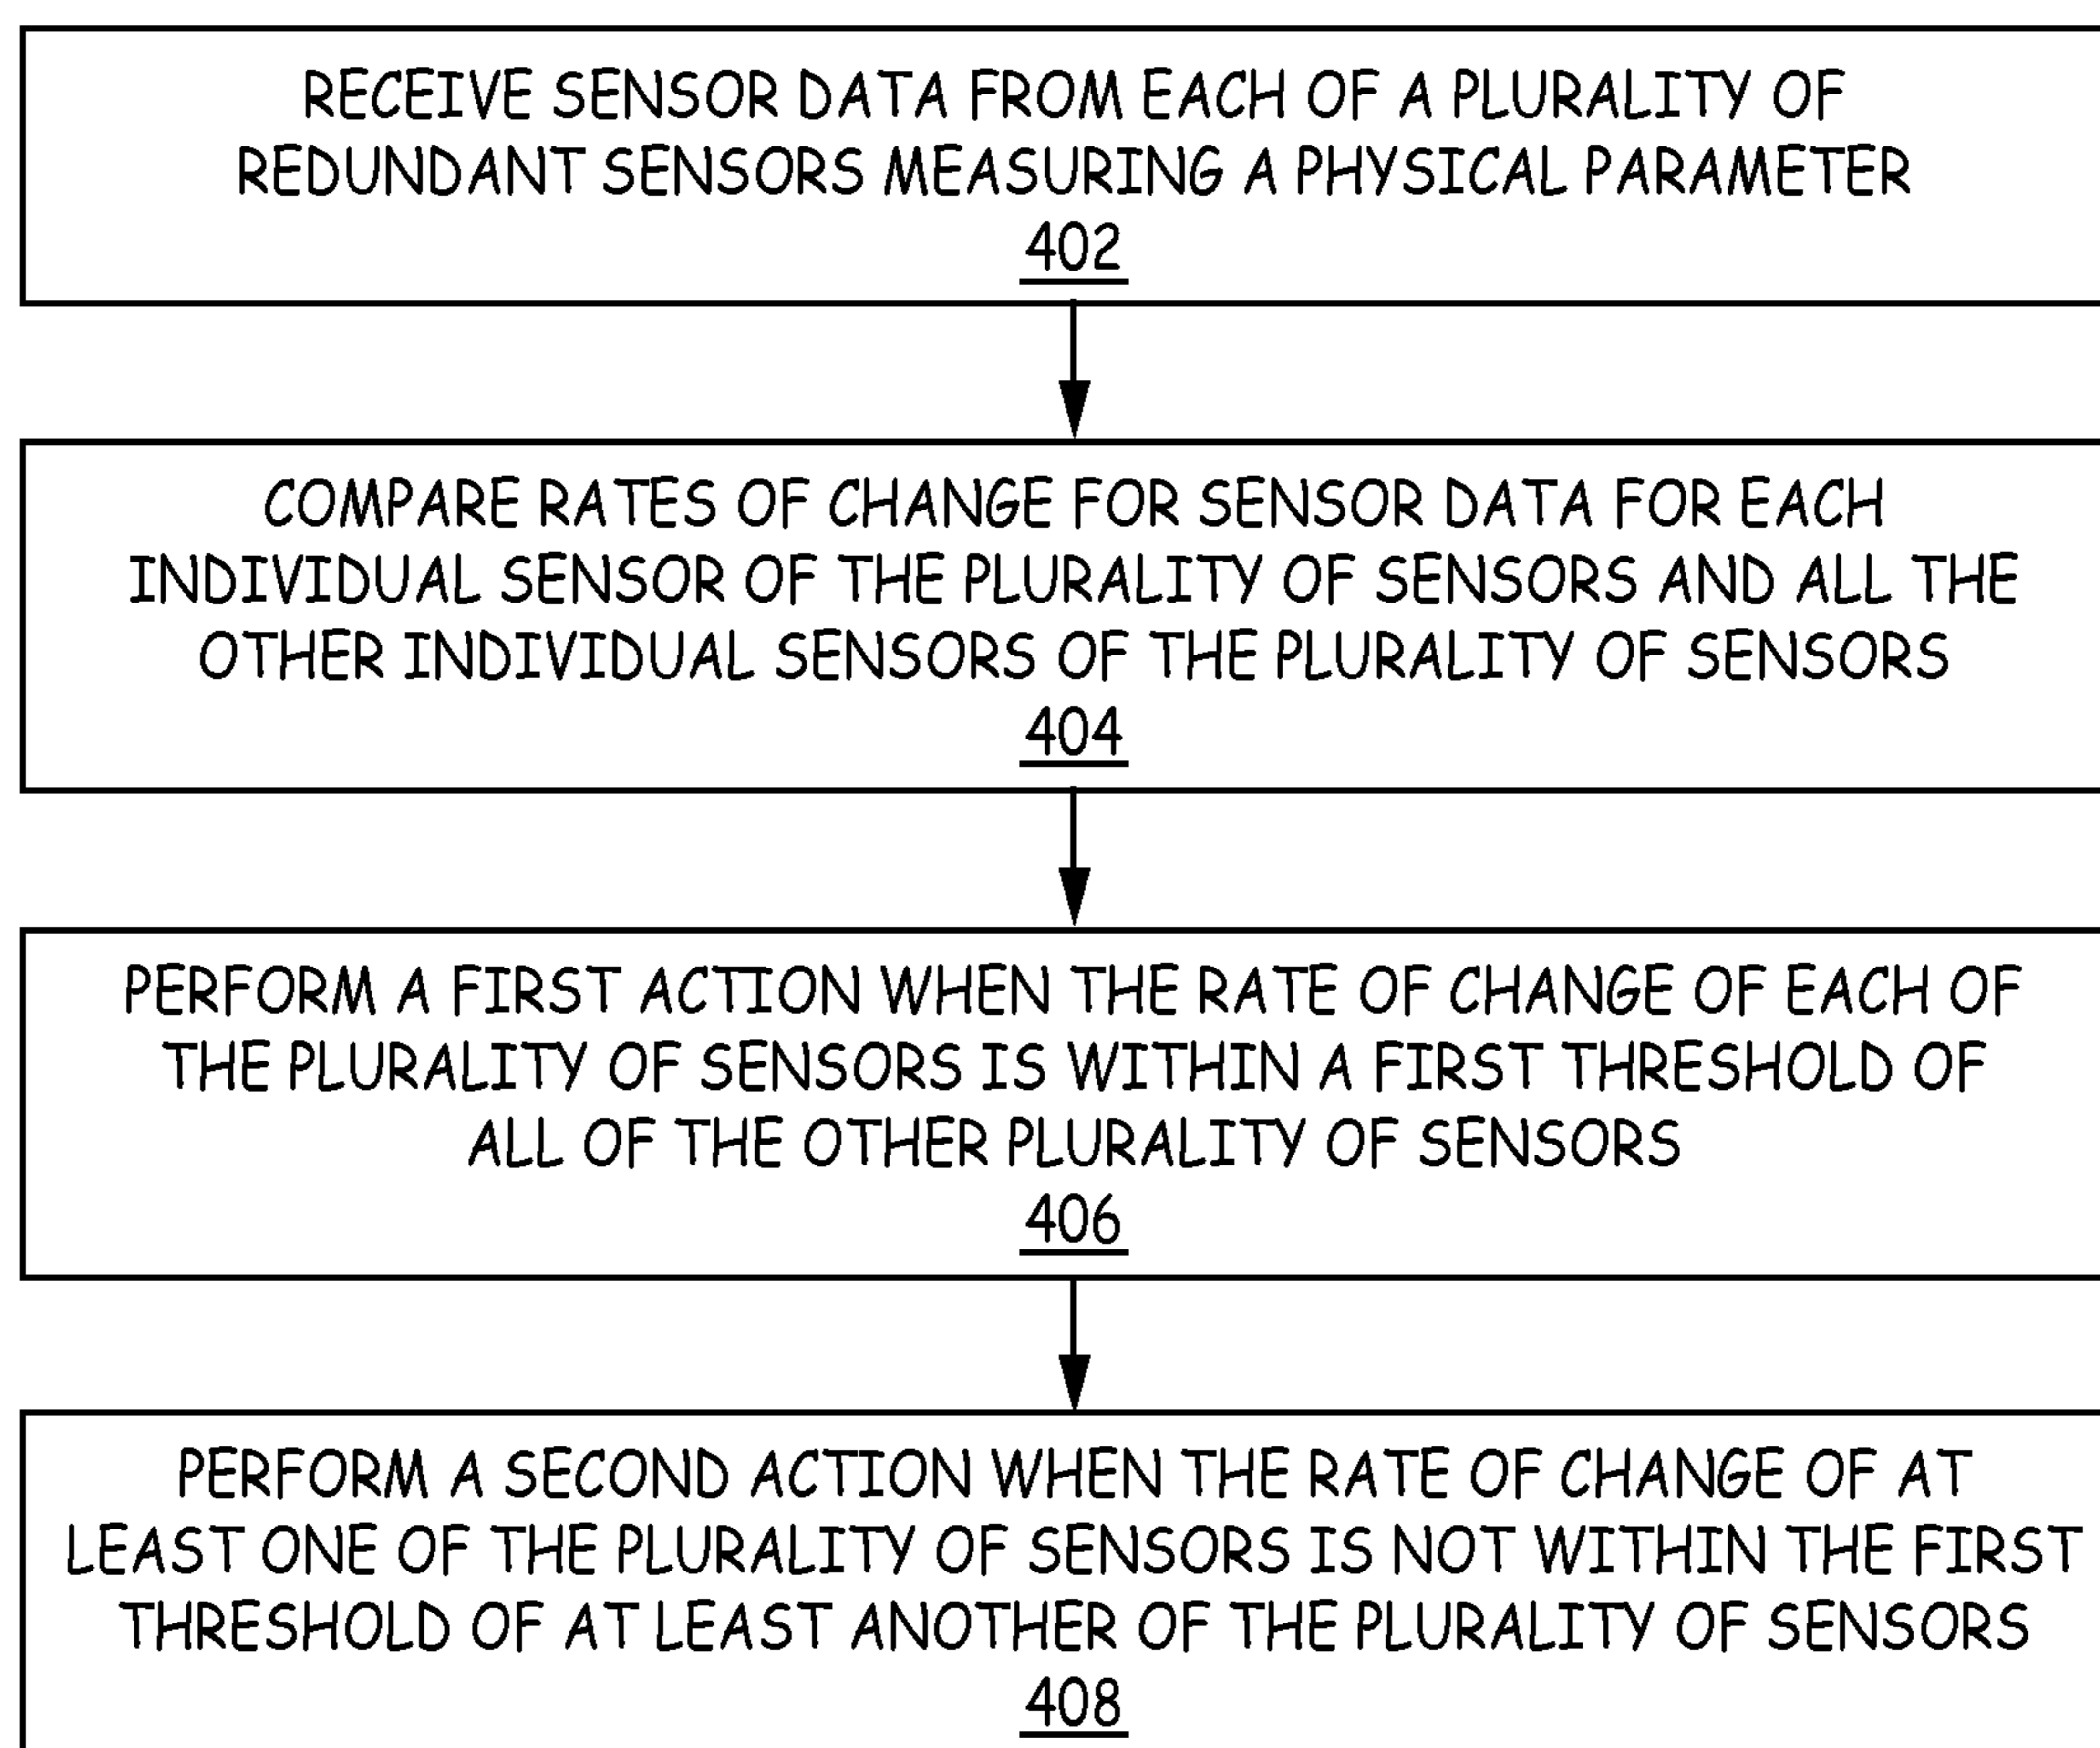 RECEIVE SENSOR DATA FROM EACH OF A PLURALITY OF
REDUNDANT SENSORS MEASURING A PHYSICAL PARAMETER
402
COMPARE RATES OF CHANGE FOR SENSOR DATA FOR EACH
INDIVIDUAL SENSOR OF THE PLURALITY OF SENSORS AND ALL THE
OTHER INDIVIDUAL SENSORS OF THE PLURALITY OF SENSORS
404
PERFORM A FIRST ACTION WHEN THE RATE OF CHANGE OF EACH OF
THE PLURALITY OF SENSORS IS WITHIN A FIRST THRESHOLD OF
ALL OF THE OTHER PLURALITY OF SENSORS
406
PERFORM A SECOND ACTION WHEN THE RATE OF CHANGE OF AT
LEAST ONE OF THE PLURALITY OF SENSORS IS NOT WITHIN THE FIRST
THRESHOLD OF AT LEAST ANOTHER OF THE PLURALITY OF SENSORS
408